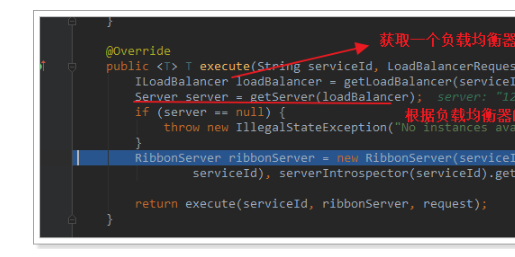 }
获取一个负载均衡器
@Override
public <T> T execute(String serviceId, LoadBalancerReques
ILoadBalancer loadBalancer = getLoadBalancer(serviceI
Server server = getServer(loadBalancer); server: "12
if (server == null) {
根据负载均衡器
throw new IllegalStateException("No instances ava
}
RibbonServer ribbonServer = new RibbonServer(serviceI
serviceId), serverIntrospector(serviceId).get
return execute(serviceId, ribbonServer, request);
}